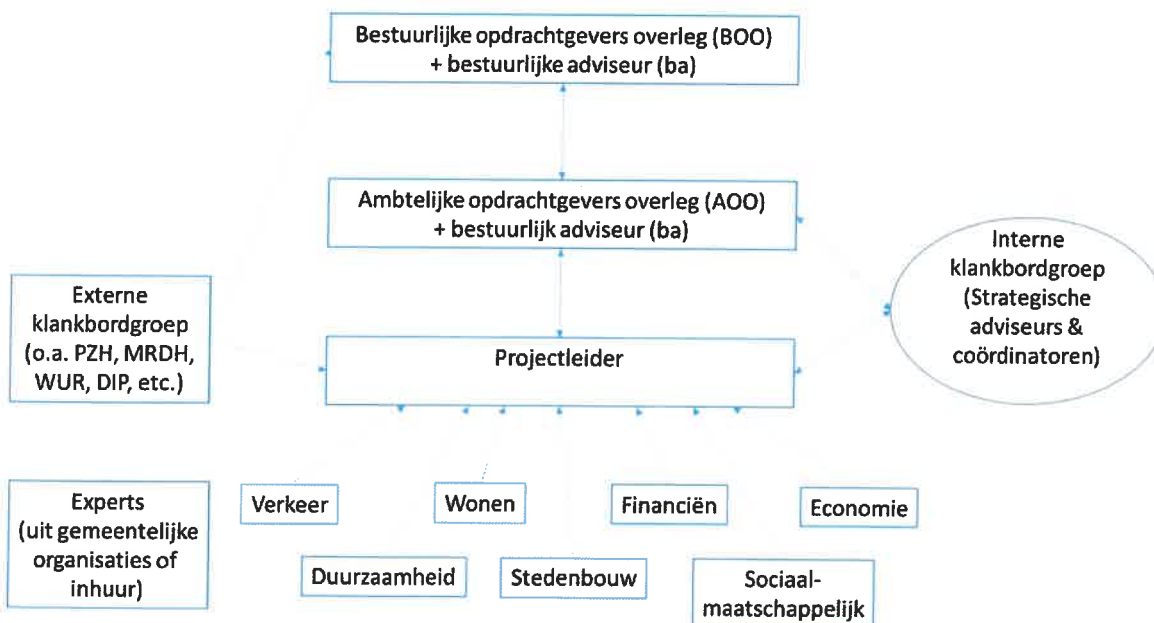 Bestuurlijke opdrachtgevers overleg (BOO)
+ bestuurlijke adviseur (ba)
Ambtelijke opdrachtgevers overleg (AOO)
+ bestuurlijk adviseur (ba)
Interne
klankbordgroep
(Strategische
adviseurs &
coördinatoren)
Externe
klankbordgroep
(o.a. PZH, MRDH,
WUR, DIP, etc.)
Projectleider
Experts
(uit gemeentelijke
organisaties of
inhuur)
Verkeer
Wonen
Financiën
Economie
Duurzaamheid
Stedenbouw
Sociaal-
maatschappelijk